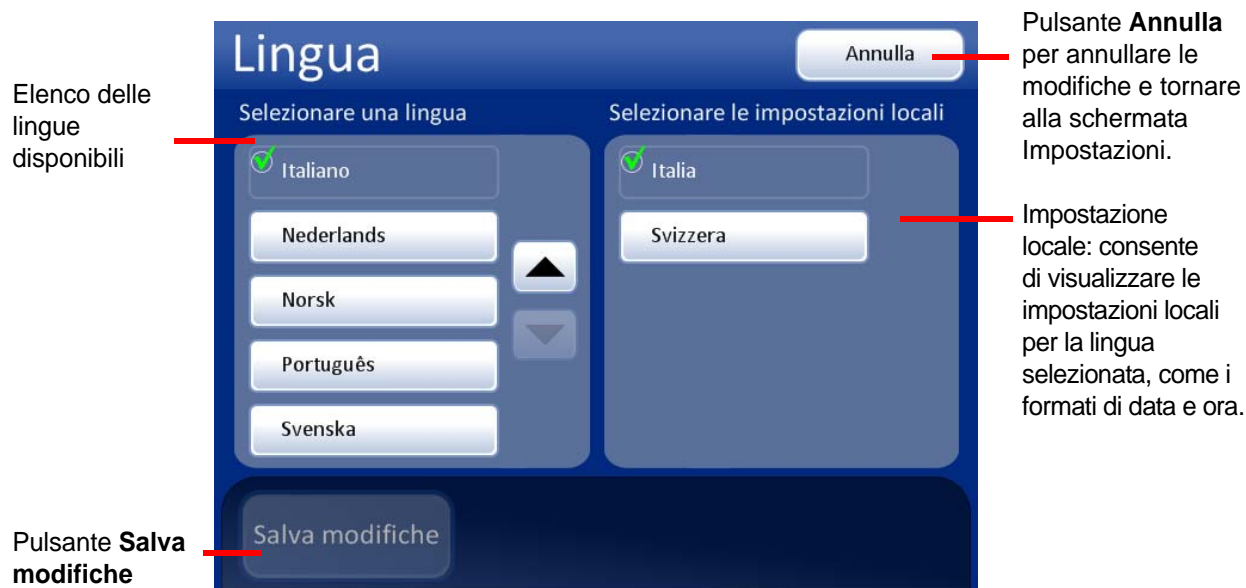 Elenco delle
lingue
disponibili
Pulsante Salva
modifiche
Lingua
Annulla
Selezionare una lingua
Selezionare le impostazioni locali
Italiano
Nederlands
Norsk
Português
Svenska
Italia
Svizzera
Salva modifiche
Pulsante Annulla
per annullare le
modifiche e tornare
alla schermata
Impostazioni.
Impostazione
locale: consente
di visualizzare le
impostazioni locali
per la lingua
selezionata, come i
formati di data e ora.